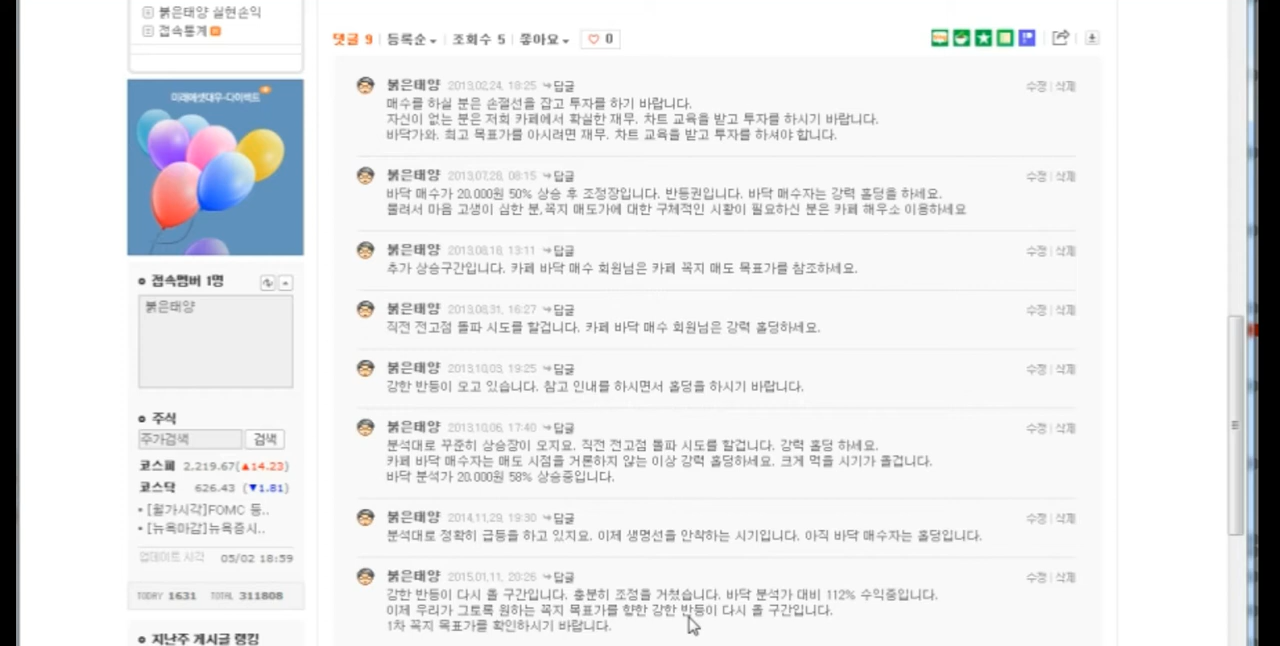 붉은태양 실현손익
접속통계
미래에셋대우-다이렉트
접속멤버 1명
붉은태양
주식
주가검색 검색
코스피 2,219.67(▲14.23)
코스닥 626.43 (▼1.81)
[월가시각]FOMC 등..
[뉴욕마감]뉴욕증시..
업데이트 시각 05/02 18:59
TODAY 1631 TOTAL 311808
지난주 게시글 랭킹
댓글 9 | 등록순 | 조회수 5 | 좋아요 ♡ 0
붉은태양 2013.02.24. 18:25 답글 수정 | 삭제
매수를 하실 분은 손절선을 잡고 투자를 하기 바랍니다.
자신이 없는 분은 저희 카페에서 확실한 재무. 차트 교육을 받고 투자를 하시기 바랍니다.
바닥가와. 최고 목표가를 아시려면 재무. 차트 교육을 받고 투자를 하셔야 합니다.
붉은태양 2013.07.28. 08:15 답글 수정 | 삭제
바닥 매수가 20.000원 50% 상승 후 조정장입니다. 반등권입니다. 바닥 매수자는 강력 홀딩을 하세요.
물려서 마음 고생이 심한 분,꼭지 매도가에 대한 구체적인 시황이 필요하신 분은 카페 해우소 이용하세요
붉은태양 2013.08.18. 13:11 답글 수정 | 삭제
추가 상승구간입니다. 카페 바닥 매수 회원님은 카페 꼭지 매도 목표가를 참조하세요.
붉은태양 2013.08.31. 16:27 답글 수정 | 삭제
직전 전고점 돌파 시도를 할겁니다. 카페 바닥 매수 회원님은 강력 홀딩하세요.
붉은태양 2013.10.03. 19:25 답글 수정 | 삭제
강한 반등이 오고 있습니다. 참고 인내를 하시면서 홀딩을 하시기 바랍니다.
붉은태양 2013.10.06. 17:40 답글 수정 | 삭제
분석대로 꾸준히 상승장이 오지요. 직전 전고점 돌파 시도를 할겁니다. 강력 홀딩 하세요.
카페 바닥 매수자는 매도 시점을 거론하지 않는 이상 강력 홀딩하세요. 크게 먹을 시기가 올겁니다.
바닥 분석가 20.000원 58% 상승중입니다.
붉은태양 2014.11.29. 19:30 답글 수정 | 삭제
분석대로 정확히 급등을 하고 있지요. 이제 생명선을 안착하는 시기입니다. 아직 바닥 매수자는 홀딩입니다.
붉은태양 2015.01.11. 20:26 답글 수정 | 삭제
강한 반등이 다시 올 구간입니다. 충분히 조정을 거쳤습니다. 바닥 분석가 대비 112% 수익중입니다.
이제 우리가 그토록 원하는 꼭지 목표가를 향한 강한 반등이 다시 올 구간입니다.
1차 꼭지 목표가를 확인하시기 바랍니다.